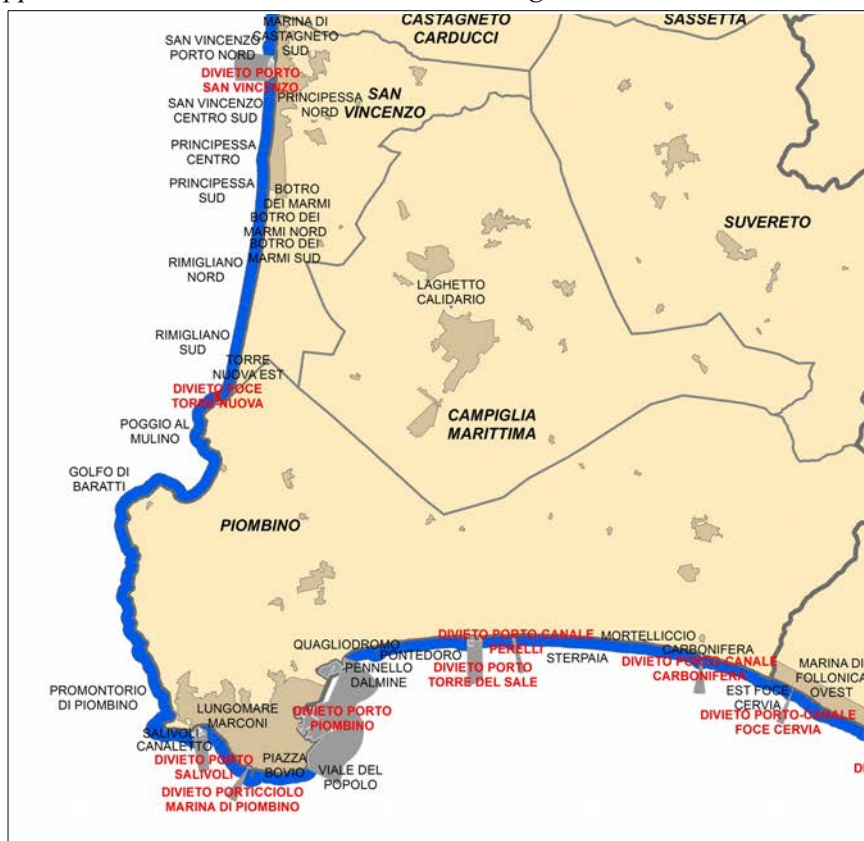 MARINA DI
CASTAGNETO
SUD
CASTAGNETO
CARDUCCI
SASSETTA
SAN VINCENZO
PORTO NORD
DIVIETO PORTO
SAN VINCENZO
SAN
VINCENZO
PRINCIPESSA
NORD
SAN VINCENZO
CENTRO SUD
PRINCIPESSA
CENTRO
PRINCIPESSA
SUD
BOTRO
DEI MARMI
BOTRO DEI
MARMI NORD
BOTRO DEI
MARMI SUD
SUVERETO
RIMIGLIANO
NORD
LAGHETTO
CALIDARIO
RIMIGLIANO
SUD
TORRE
NUOVA EST
DIVIETO FOCE
TORRE NUOVA
POGGIO AL
MULINO
CAMPIGLIA
MARITTIMA
GOLFO DI
BARATTI
PIOMBINO
QUAGLIODROMO
PONTEDORO
PENNELLO
DALMINE
DIVIETO PORTO-CANALE
PERELLI
DIVIETO PORTO
TORRE DEL SALE
STERPAIA
MORTELLICCIO
CARBONIFERA
DIVIETO PORTO-CANALE
CARBONIFERA
MARINA DI
FOLLONICA
OVEST
EST FOCE
CERVIA
DIVIETO PORTO-CANALE
FOCE CERVIA
PROMONTORIO
DI PIOMBINO
LUNGOMARE
MARCONI
DIVIETO PORTO
PIOMBINO
SALIVOLI
CANALETTO
DIVIETO PORTO
SALIVOLI
PIAZZA
BOVIO
VIALE DEL
POPOLO
DIVIETO PORTICCIOLO
MARINA DI PIOMBINO